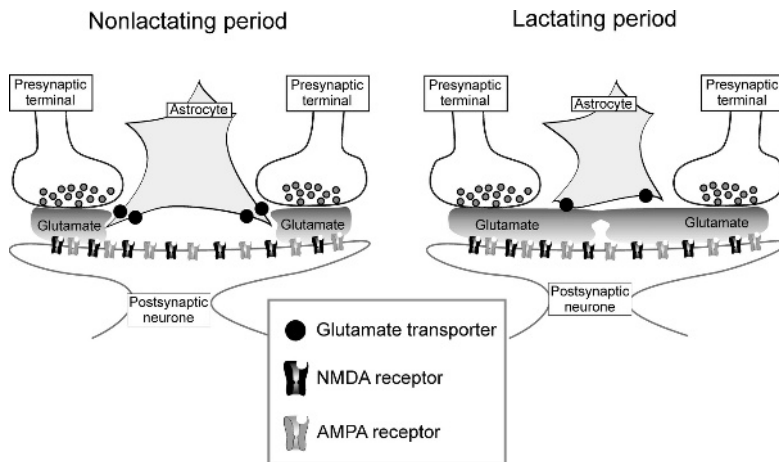 Nonlactating period
Presynaptic
terminal
Astrocyte
Presynaptic
terminal
Glutamate
Glutamate
Postsynaptic
neurone
Lactating period
Presynaptic
terminal
Astrocyte
Presynaptic
terminal
Glutamate
Glutamate
Postsynaptic
neurone
Glutamate transporter
NMDA receptor
AMPA receptor